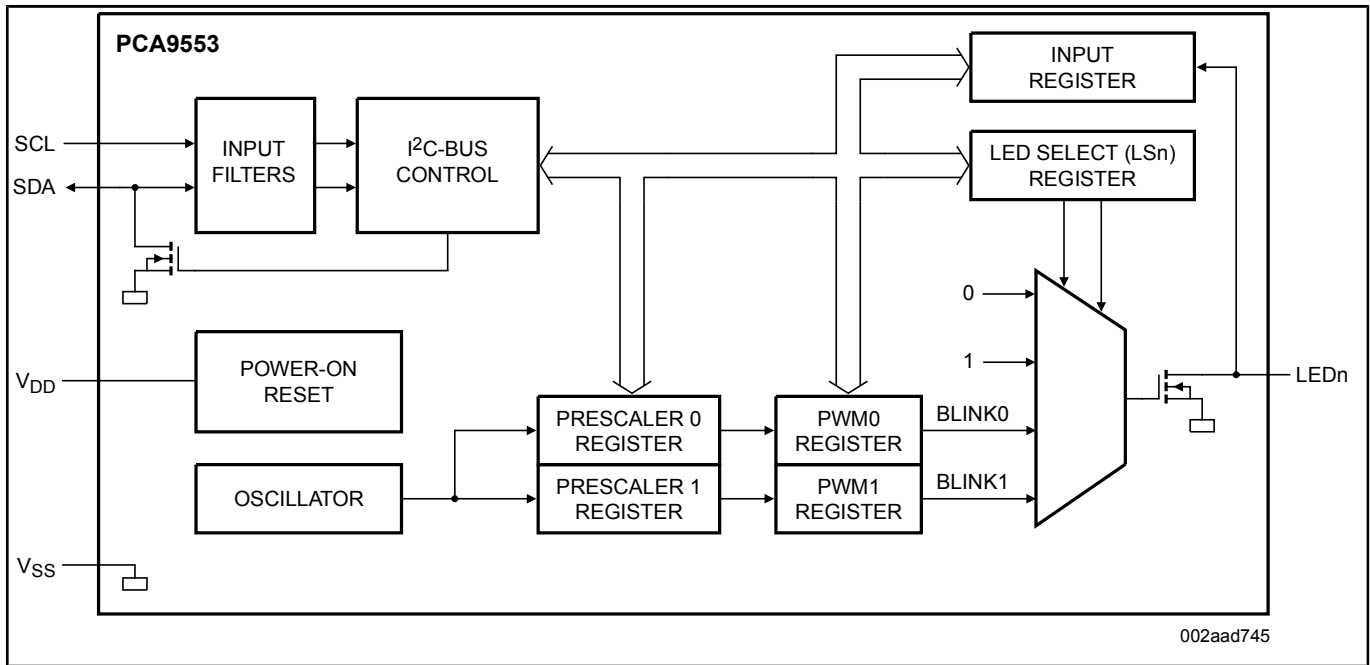 PCA9553
INPUT
REGISTER
SCL
SDA
INPUT
FILTERS
I²C-BUS
CONTROL
LED SELECT (LSn)
REGISTER
0
1
VDD
POWER-ON
RESET
LEDn
PRESCALER 0
REGISTER
PWM0
REGISTER
BLINK0
OSCILLATOR
PRESCALER 1
REGISTER
PWM1
REGISTER
BLINK1
VSS
002aad745